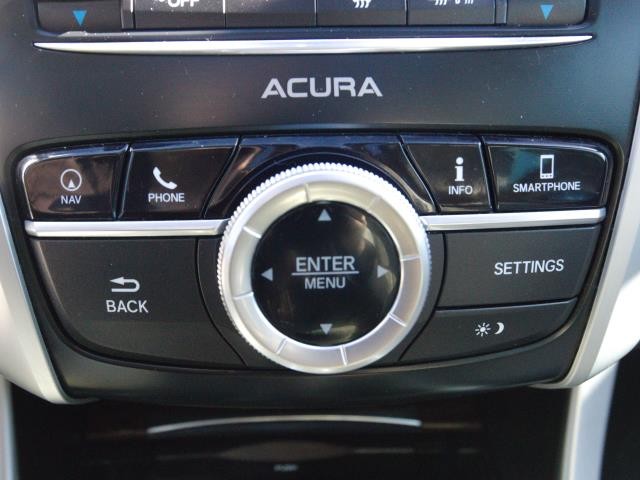 OFF
ACURA
NAV
PHONE
i
INFO
SMARTPHONE
ENTER
MENU
BACK
SETTINGS